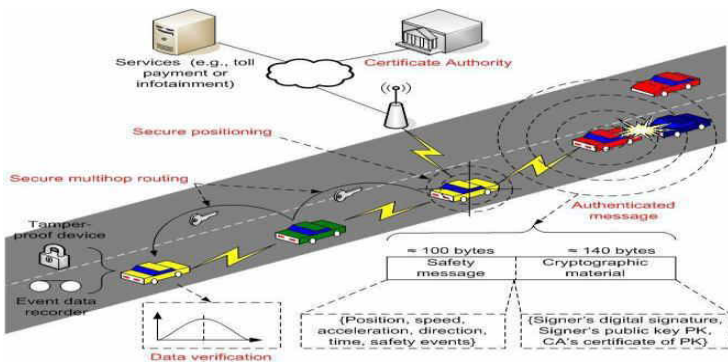 Services (e.g., toll
payment or
infotainment)
Certificate Authority
Secure positioning
Secure multihop routing
Tamper-
proof device
Event data
recorder
Data verification
Authenticated
message
≈ 100 bytes
≈ 140 bytes
Safety
message
Cryptographic
material
{Position, speed,
acceleration, direction,
time, safety events}
{Signer's digital signature,
Signer's public key PK,
CA's certificate of PK}